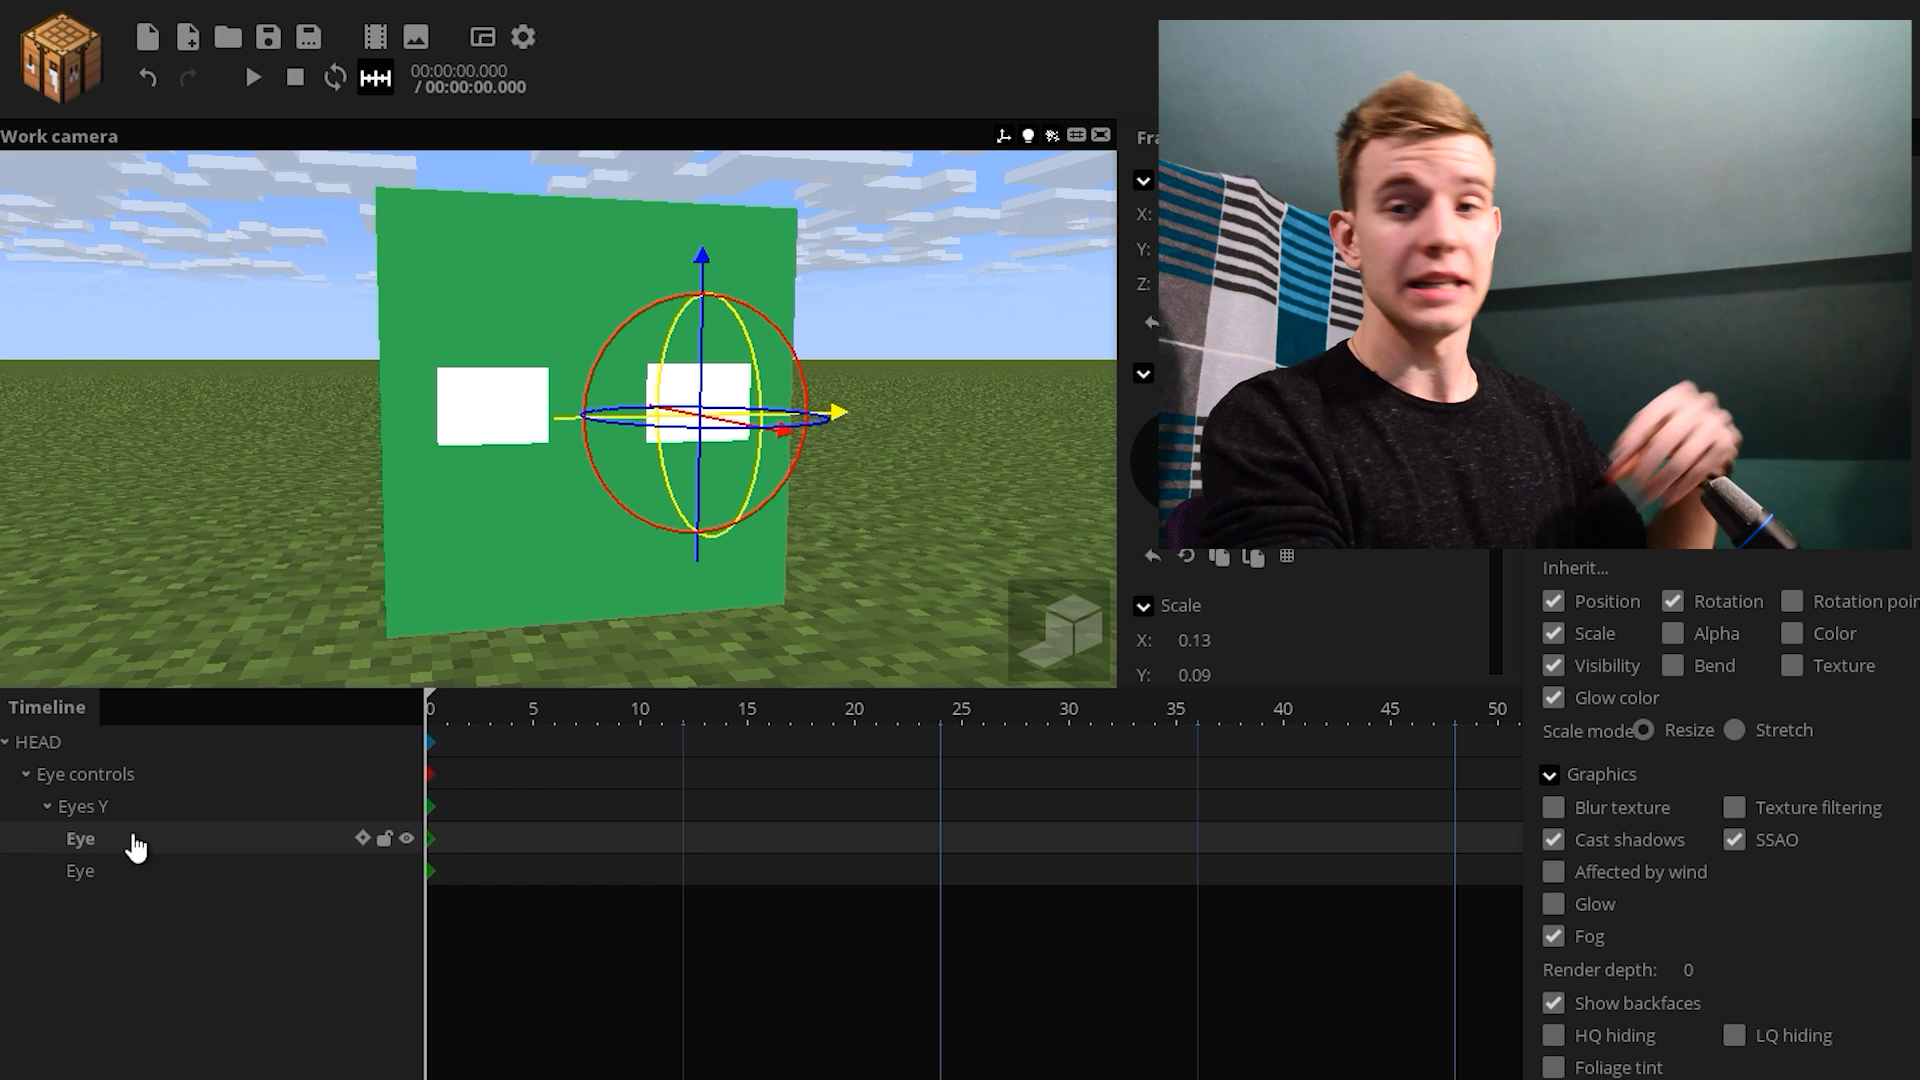 00:00:00.000
/ 00:00:00.000
Work camera
Fra
X:
Y:
Z:
Scale
X: 0.13
Y: 0.09
Inherit...
Position Rotation Rotation poin
Scale Alpha Color
Visibility Bend Texture
Glow color
Scale mode Resize Stretch
Graphics
Blur texture Texture filtering
Cast shadows SSAO
Affected by wind
Glow
Fog
Render depth: 0
Show backfaces
HQ hiding LQ hiding
Foliage tint
Timeline
0 5 10 15 20 25 30 35 40 45 50
HEAD
Eye controls
Eyes Y
Eye
Eye